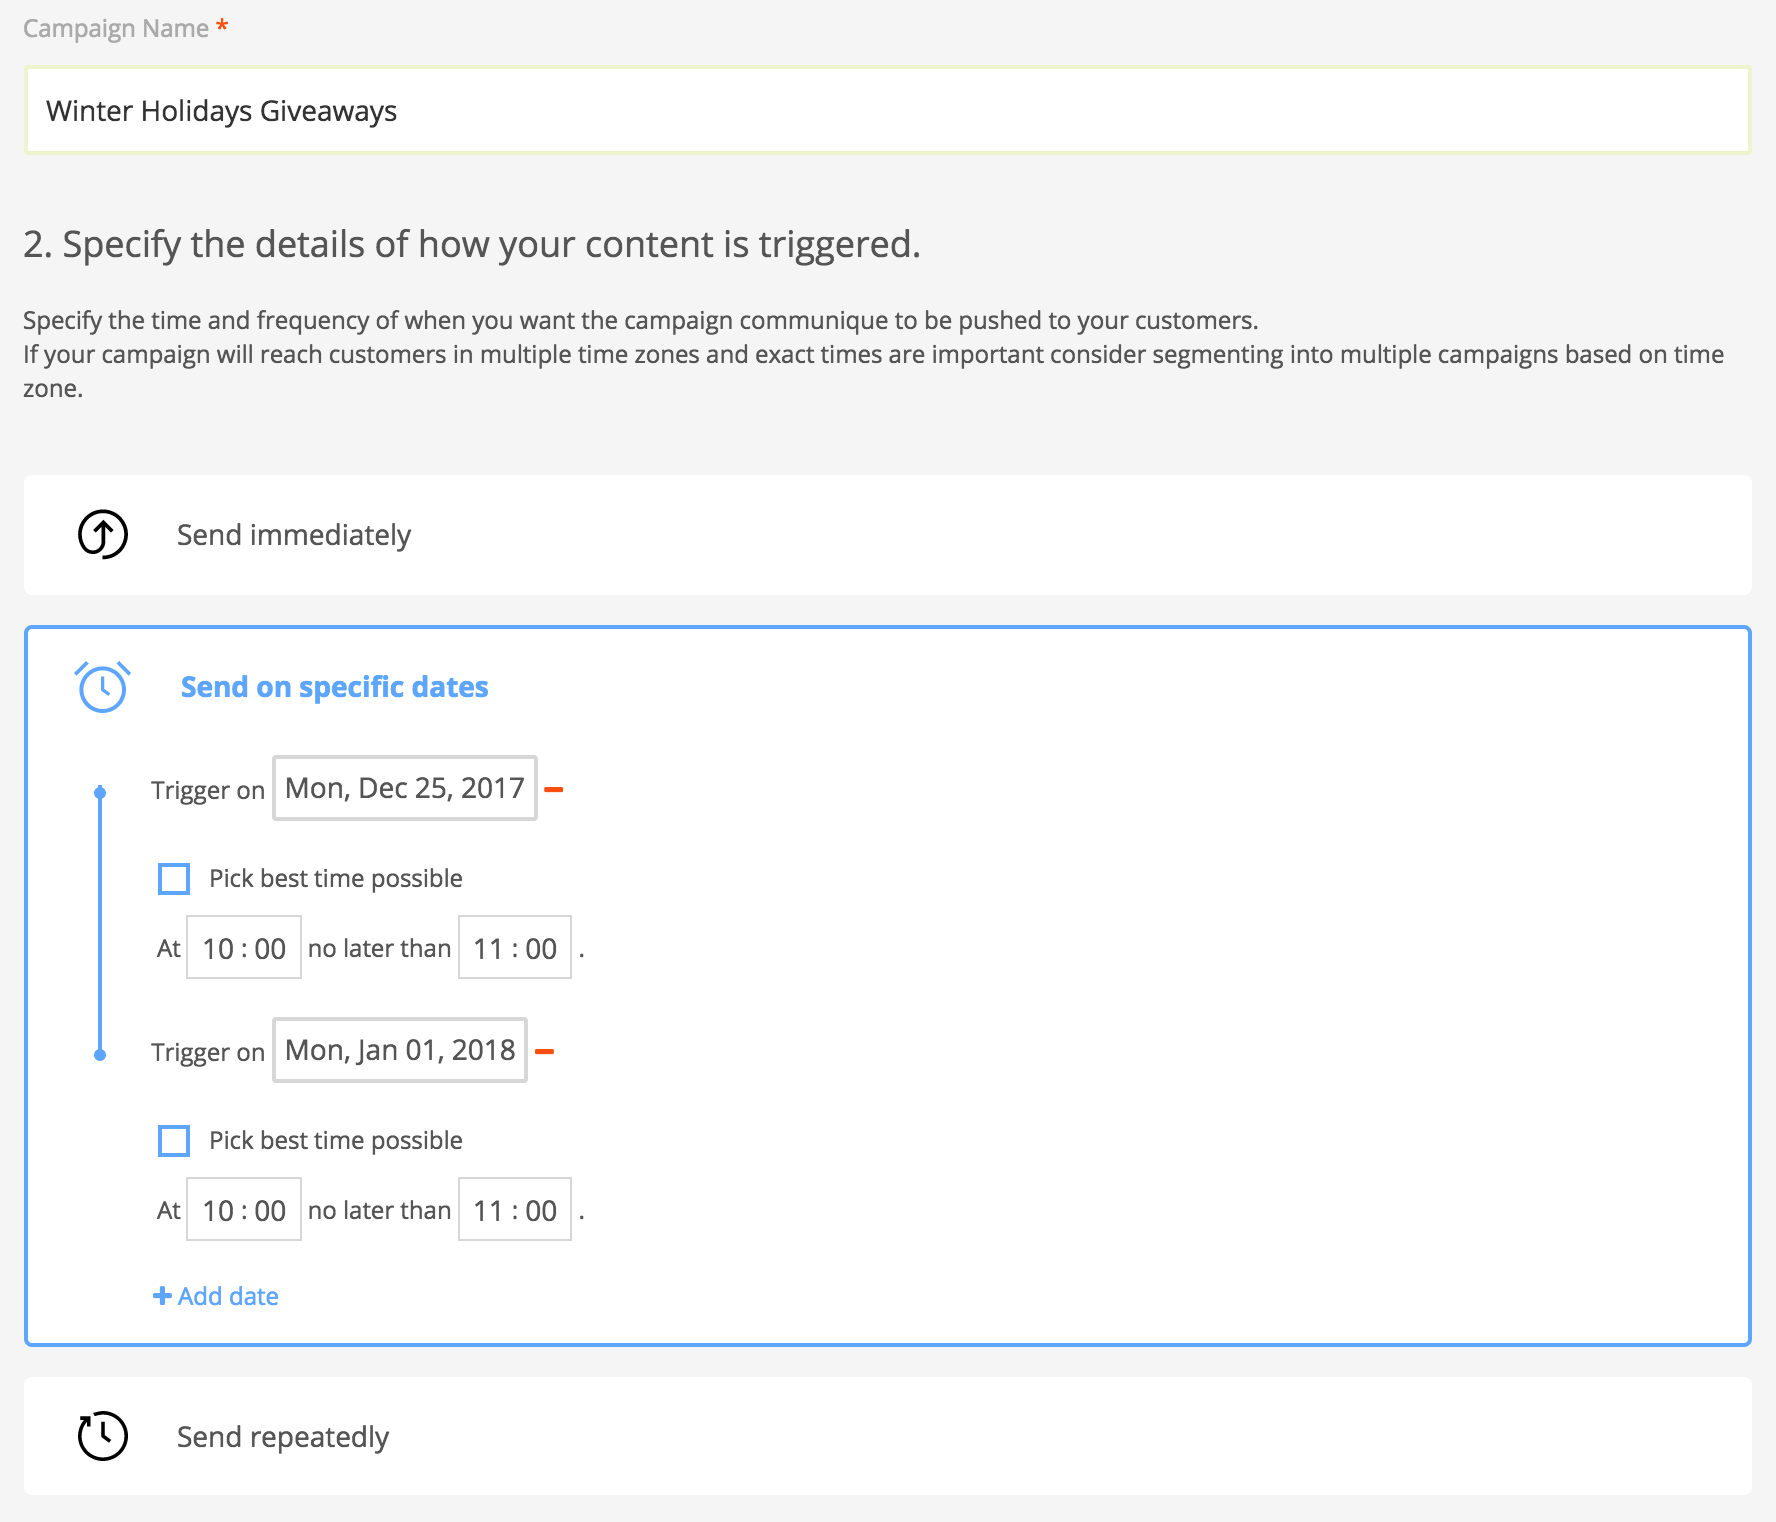 Campaign Name *
Winter Holidays Giveaways
2. Specify the details of how your content is triggered.
Specify the time and frequency of when you want the campaign communique to be pushed to your customers.
If your campaign will reach customers in multiple time zones and exact times are important consider segmenting into multiple campaigns based on time
zone.
Send immediately
Send on specific dates
Trigger on Mon, Dec 25, 2017
Pick best time possible
At 10 : 00 no later than 11 : 00 .
Trigger on Mon, Jan 01, 2018
Pick best time possible
At 10 : 00 no later than 11 : 00 .
+ Add date
Send repeatedly